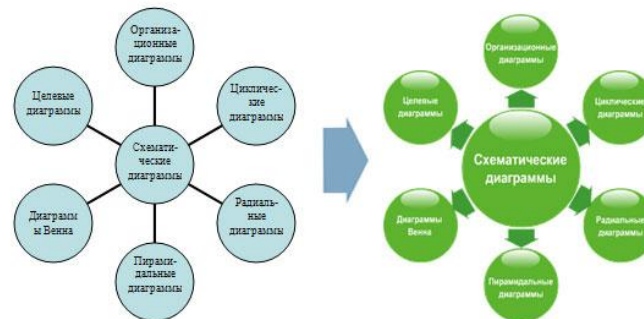 Организа-
ционные
диаграммы
Целевые
диаграммы
Цикличес-
кие
диаграммы
Схемати-
ческие
диаграммы
Диаграмм
ы Венна
Радиаль-
ные
диаграммы
Пирами-
дальные
диаграммы
Организационные
диаграммы
Целевые
диаграммы
Циклические
диаграммы
Схематические
диаграммы
Диаграммы
Венна
Радиальные
диаграммы
Пирамидальные
диаграммы